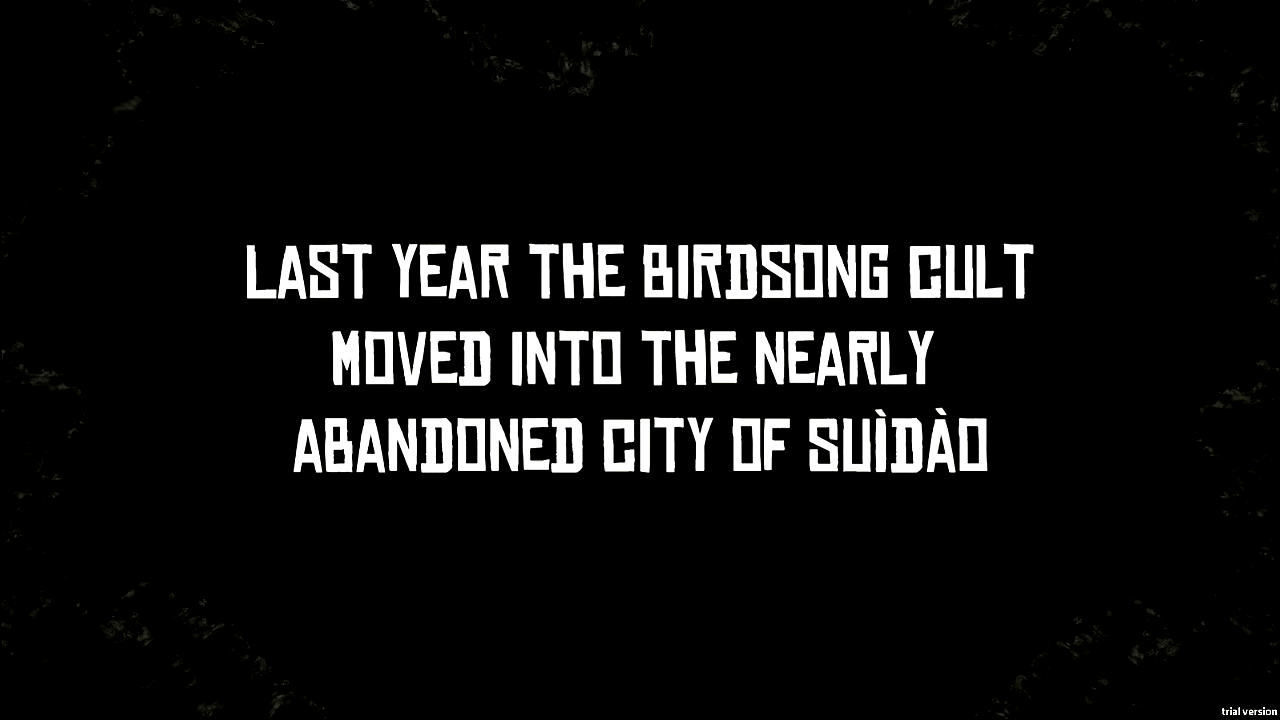 LAST YEAR THE BIRDSONG CULT
MOVED INTO THE NEARLY
ABANDONED CITY OF SUÌDÀO
trial version